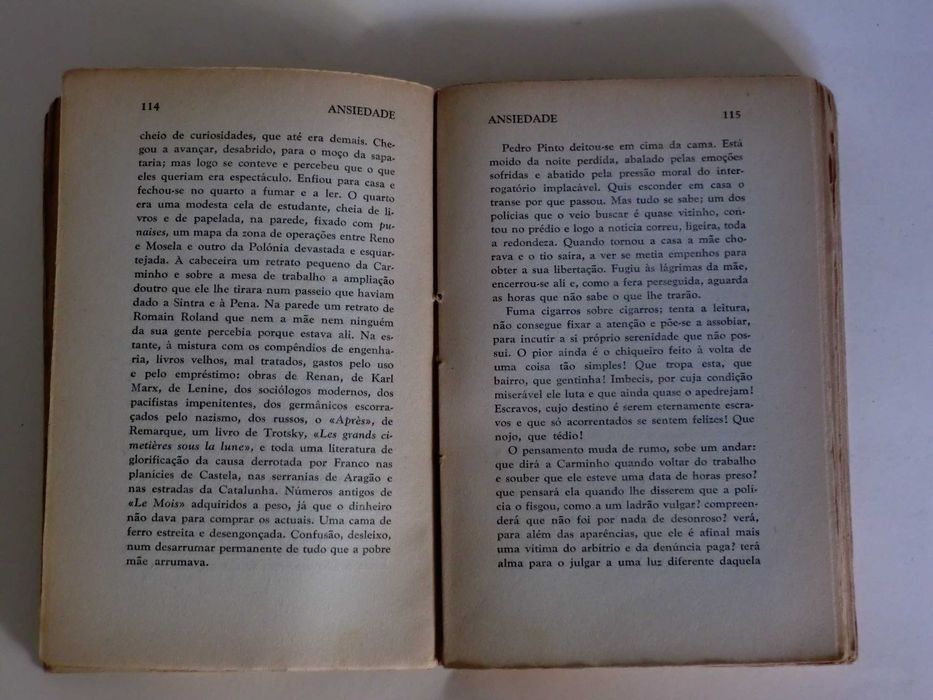 114
ANSIEDADE
cheio de curiosidades, que até era demais. Che-
gou a avançar, desabrido, para o moço da sapa-
taria; mas logo se conteve e percebeu que o que
eles queriam era espectáculo. Enfiou para casa e
fechou-se no quarto a fumar e a ler. O quarto
era uma modesta cela de estudante, cheia de li-
vros e de papelada, na parede, fixado com pu-
naises, um mapa da zona de operações entre Reno
e Mosela e outro da Polónia devastada e esquar-
tejada. À cabeceira um retrato pequeno da Car-
minho e sobre a mesa de trabalho a ampliação
doutro que ele lhe tirara num passeio que haviam
dado a Sintra e à Pena. Na parede um retrato de
Romain Roland que nem a mãe nem ninguém
da sua gente percebia porque estava ali. Na es-
tante, à mistura com os compêndios de engenha-
ria, livros velhos, mal tratados, gastos pelo uso
e pelo empréstimo: obras de Renan, de Karl
Marx, de Lenine, dos sociólogos modernos, dos
pacifistas impenitentes, dos germânicos escorra-
çados pelo nazismo, dos russos, o «Après», de
Remarque, um livro de Trotsky, «Les grands ci-
metières sous la lune», e toda uma literatura de
glorificação da causa derrotada por Franco nas
planícies de Castela, nas serranias de Aragão e
nas estradas da Catalunha. Números antigos de
«Le Mois» adquiridos a peso, já que o dinheiro
não dava para comprar os actuais. Uma cama de
ferro estreita e desengonçada. Confusão, desleixo,
num desarrumar permanente de tudo que a pobre
mãe arrumava.
ANSIEDADE
115
Pedro Pinto deitou-se em cima da cama. Está
moido da noite perdida, abalado pelas emoções
sofridas e abatido pela pressão moral do inter-
rogatório implacável. Quis esconder em casa o
transe por que passou. Mas tudo se sabe; um dos
polícias que o veio buscar é quase vizinho, con-
tou no prédio e logo a notícia correu, ligeira, toda
a redondeza. Quando tornou a casa a mãe cho-
rava e o tio saíra, a ver se metia empenhos para
obter a sua libertação. Fugiu às lágrimas da mãe,
encerrou-se ali e, como a fera perseguida, aguarda
as horas que não sabe o que lhe trarão.
Fuma cigarros sobre cigarros; tenta a leitura,
não consegue fixar a atenção e põe-se a assobiar,
para incutir a si próprio serenidade que não pos-
sui. O pior ainda é o chiqueiro feito à volta de
uma coisa tão simples! Que tropa esta, que
bairro, que gentinha! Imbecis, por cuja condição
miserável ele luta e que ainda quase o apedrejam!
Escravos, cujo destino é serem eternamente escra-
vos e que só acorrentados se sentem felizes! Que
nojo, que tédio!
O pensamento muda de rumo, sobe um andar:
que dirá a Carminho quando voltar do trabalho
e souber que ele esteve uma data de horas preso?
que pensará ela quando lhe disserem que a polí-
cia o fisgou, como a um ladrão vulgar? compreen-
derá que não foi por nada de desonroso? verá,
para além das aparências, que ele é afinal mais
uma vítima do arbítrio e da denúncia paga? terá
alma para o julgar a uma luz diferente daquela